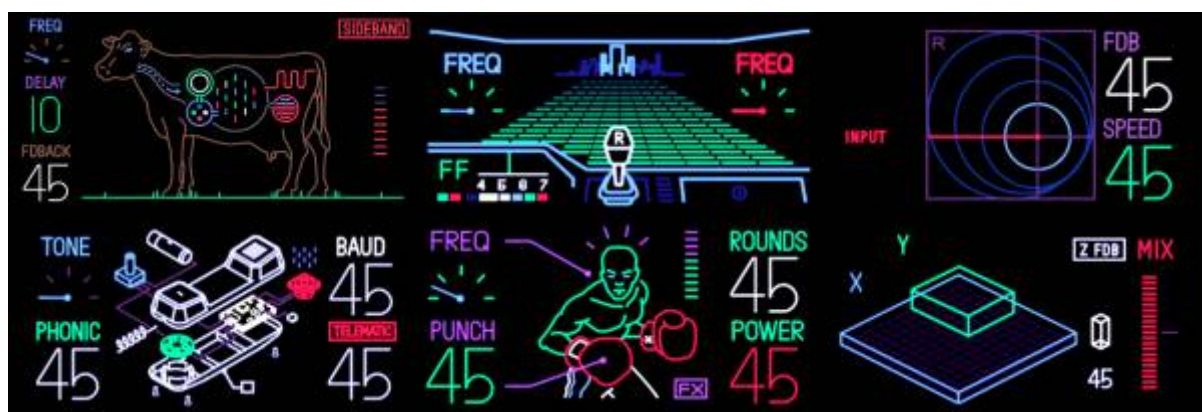 FREQ
SIDEBAND
DELAY
10
FDBACK
45
FREQ
FREQ
R
FF
4 5 6 7
R
FDB
45
SPEED
45
INPUT
TONE
BAUD
45
PHONIC
45
TELEMATIC
45
FREQ
ROUNDS
45
PUNCH
45
POWER
45
FX
Y
X
Z FDB
MIX
45